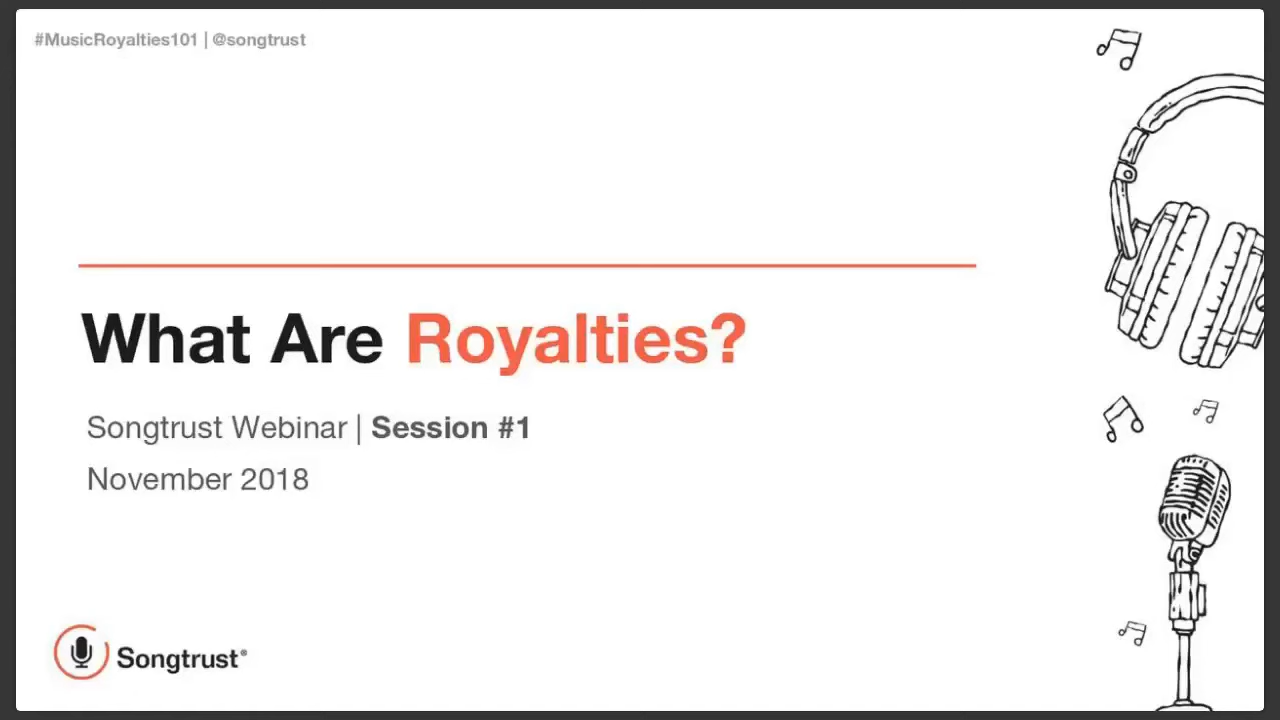 #MusicRoyalties101 | @songtrust
What Are Royalties?
Songtrust Webinar | Session #1
November 2018
Songtrust®